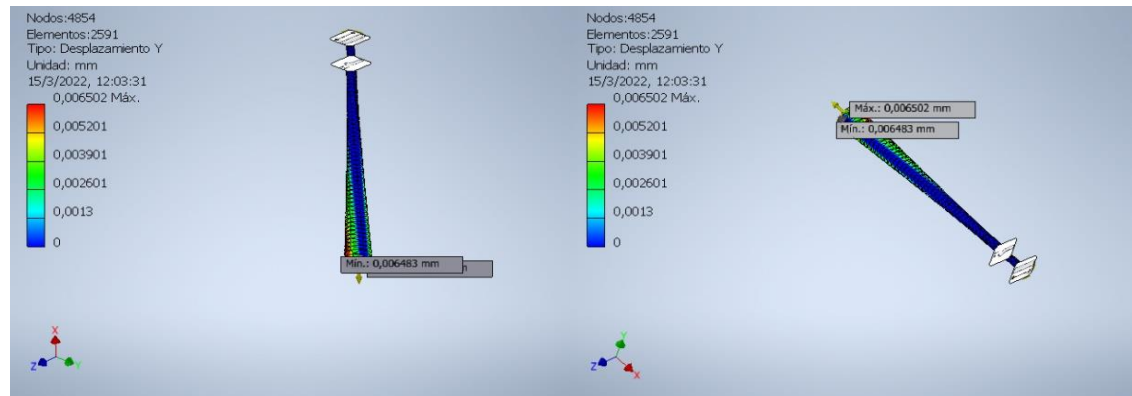 Nodos:4854
Elementos:2591
Tipo: Desplazamiento Y
Unidad: mm
15/3/2022, 12:03:31
0,006502 Máx.
0,005201
0,003901
0,002601
0,0013
0
Mín.: 0,006483 mm
X
Z
Y
Nodos:4854
Elementos:2591
Tipo: Desplazamiento Y
Unidad: mm
15/3/2022, 12:03:31
0,006502 Máx.
0,005201
0,003901
0,002601
0,0013
0
Máx.: 0,006502 mm
Mín.: 0,006483 mm
Y
Z
X